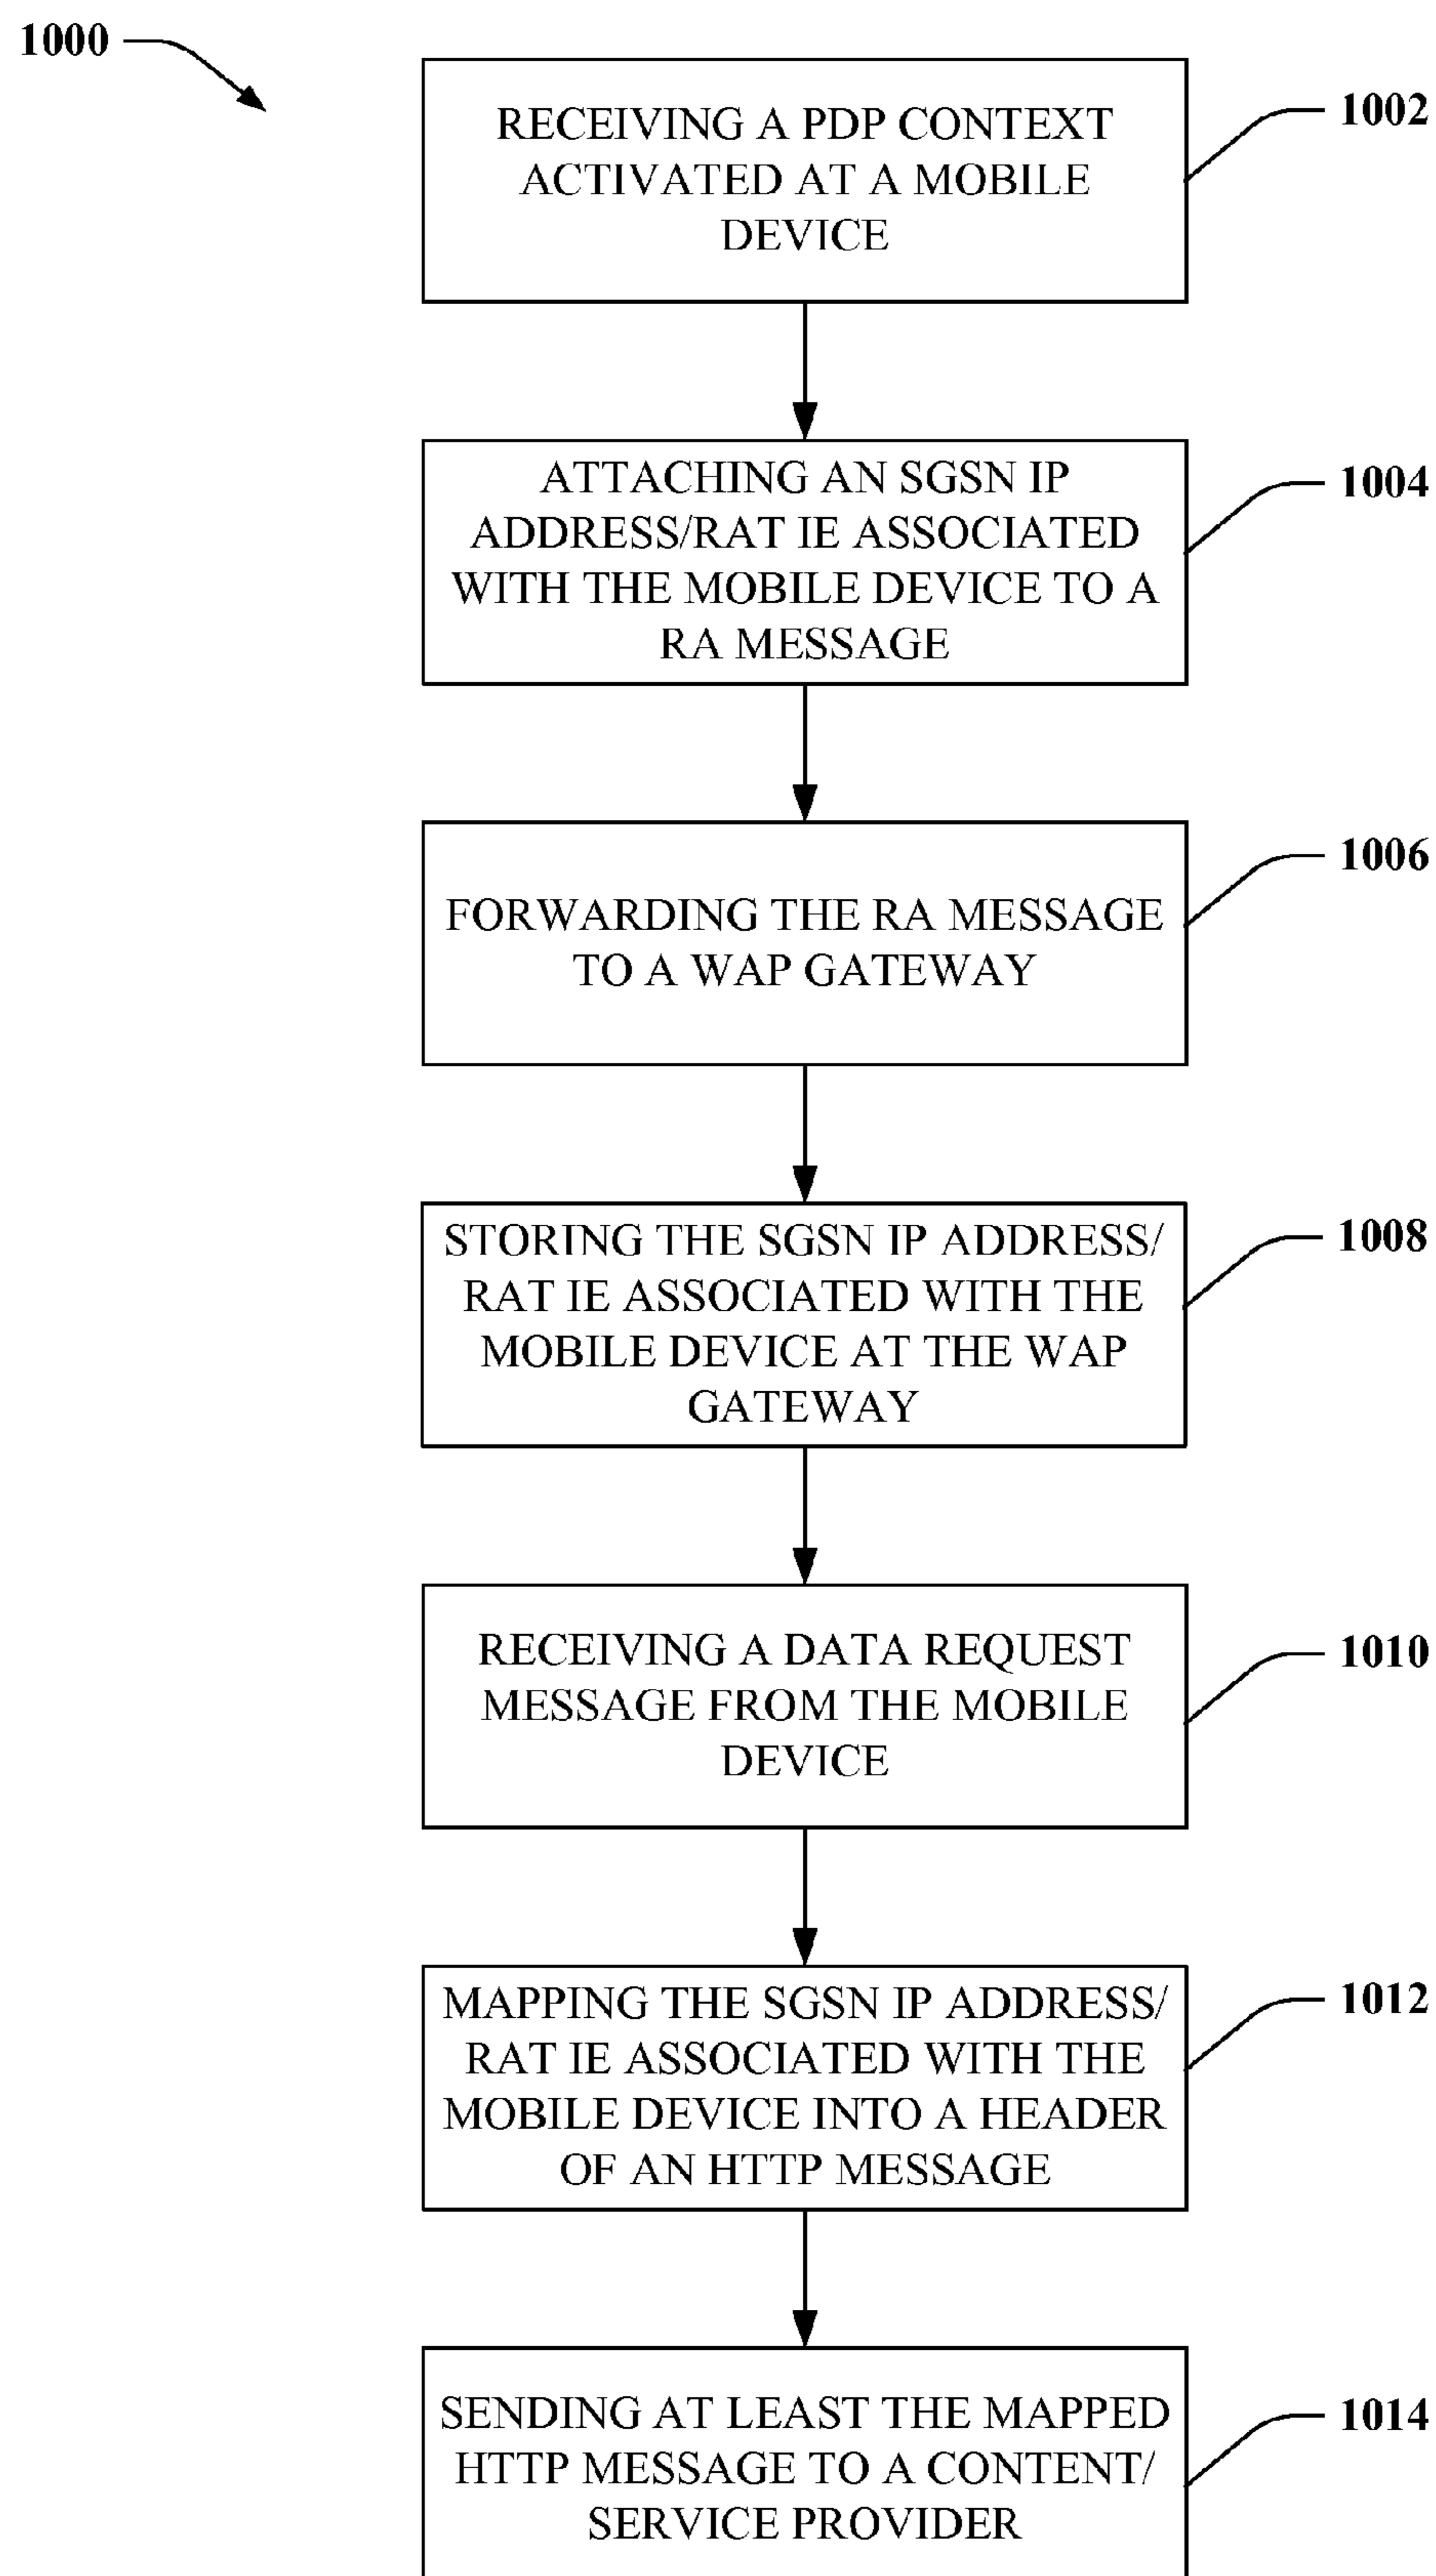 1000
RECEIVING A PDP CONTEXT
ACTIVATED AT A MOBILE
DEVICE
1002
ATTACHING AN SGSN IP
ADDRESS/RAT IE ASSOCIATED
WITH THE MOBILE DEVICE TO A
RA MESSAGE
1004
FORWARDING THE RA MESSAGE
TO A WAP GATEWAY
1006
STORING THE SGSN IP ADDRESS/
RAT IE ASSOCIATED WITH THE
MOBILE DEVICE AT THE WAP
GATEWAY
1008
RECEIVING A DATA REQUEST
MESSAGE FROM THE MOBILE
DEVICE
1010
MAPPING THE SGSN IP ADDRESS/
RAT IE ASSOCIATED WITH THE
MOBILE DEVICE INTO A HEADER
OF AN HTTP MESSAGE
1012
SENDING AT LEAST THE MAPPED
HTTP MESSAGE TO A CONTENT/
SERVICE PROVIDER
1014